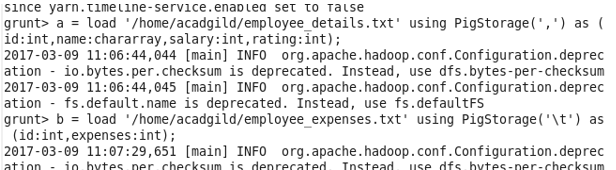 since yarn.timeline-service.enabled set to false
grunt> a = load '/home/acadgild/employee_details.txt' using PigStorage(',') as (
id:int,name:chararray,salary:int,rating:int);
2017-03-09 11:06:44,044 [main] INFO  org.apache.hadoop.conf.Configuration.deprec
ation - io.bytes.per.checksum is deprecated. Instead, use dfs.bytes-per-checksum
2017-03-09 11:06:44,045 [main] INFO  org.apache.hadoop.conf.Configuration.deprec
ation - fs.default.name is deprecated. Instead, use fs.defaultFS
grunt> b = load '/home/acadgild/employee_expenses.txt' using PigStorage('\t') as
 (id:int,expenses:int);
2017-03-09 11:07:29,651 [main] INFO  org.apache.hadoop.conf.Configuration.deprec
ation - io.bytes.per.checksum is deprecated. Instead, use dfs.bytes-per-checksum